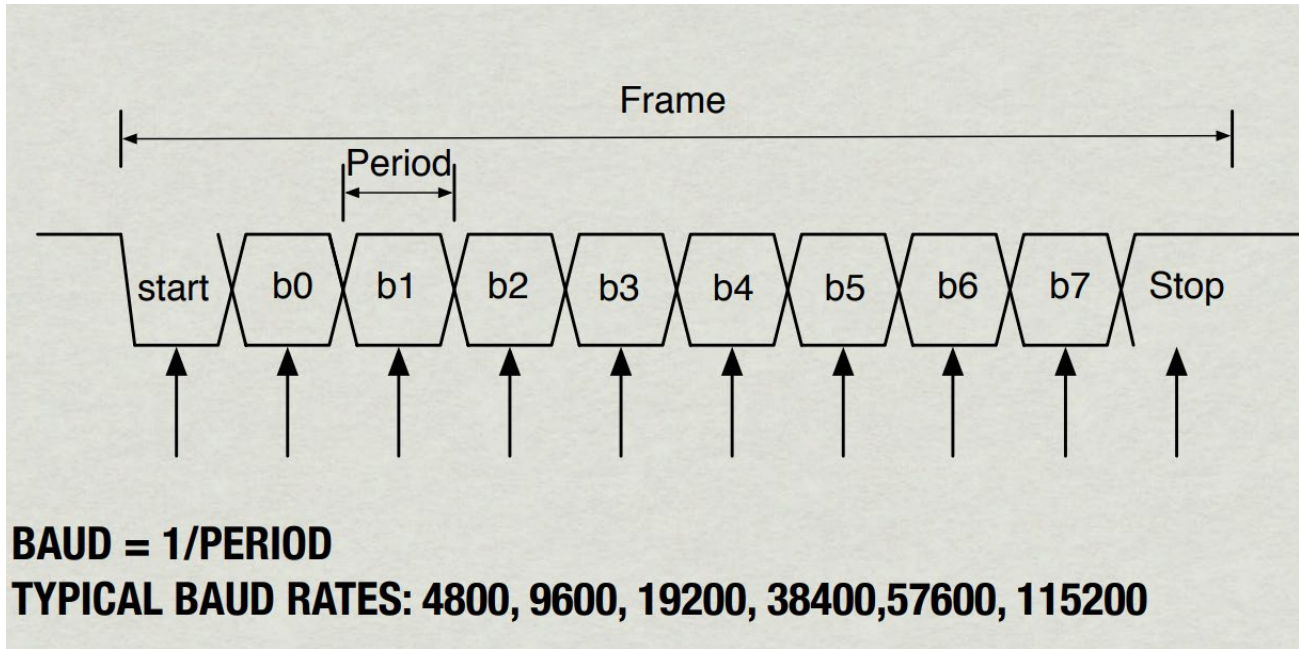 Frame
Period
start b0 b1 b2 b3 b4 b5 b6 b7 Stop
BAUD = 1/PERIOD
TYPICAL BAUD RATES: 4800, 9600, 19200, 38400,57600, 115200